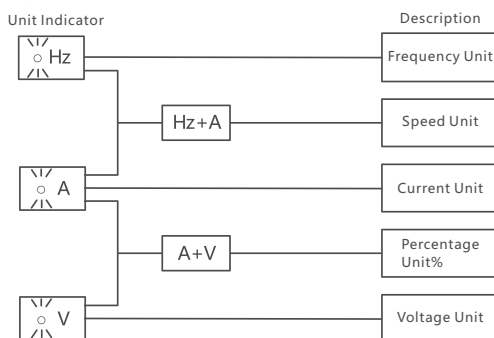 Unit Indicator
Description
Hz
Frequency Unit
Hz+A
Speed Unit
A
Current Unit
A+V
Percentage
Unit%
V
Voltage Unit